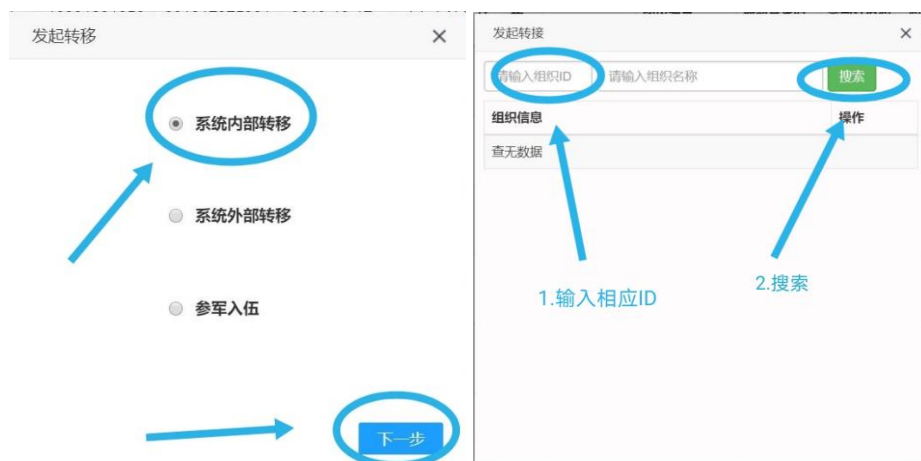 发起转移
系统内部转移
系统外部转移
参军入伍
下一步
发起转接
请输入组织ID 请输入组织名称 搜索
组织信息 操作
查无数据
1.输入相应ID
2.搜索